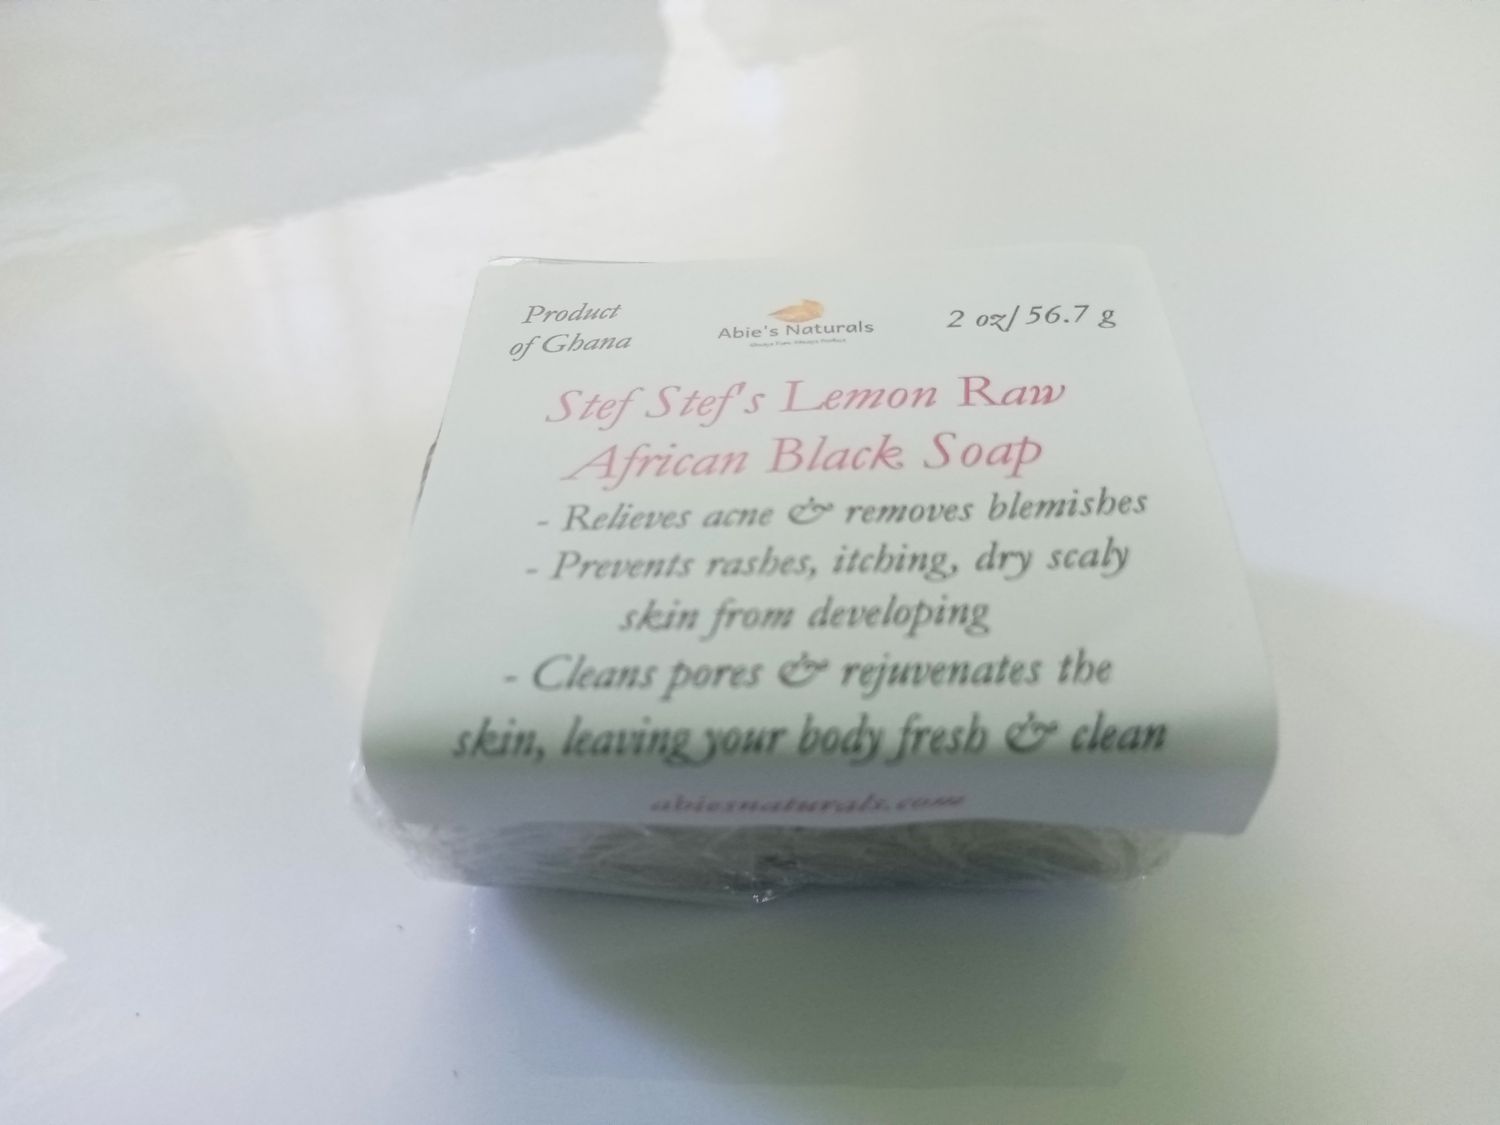 Product
of Ghana
Abie's Naturals
2 oz/56.7 g
Stef Stef's Lemon Raw
African Black Soap
- Relieves acne & removes blemishes
- Prevents rashes, itching, dry scaly
skin from developing
- Cleans pores & rejuvenates the
skin, leaving your body fresh & clean
abiesnaturals.com